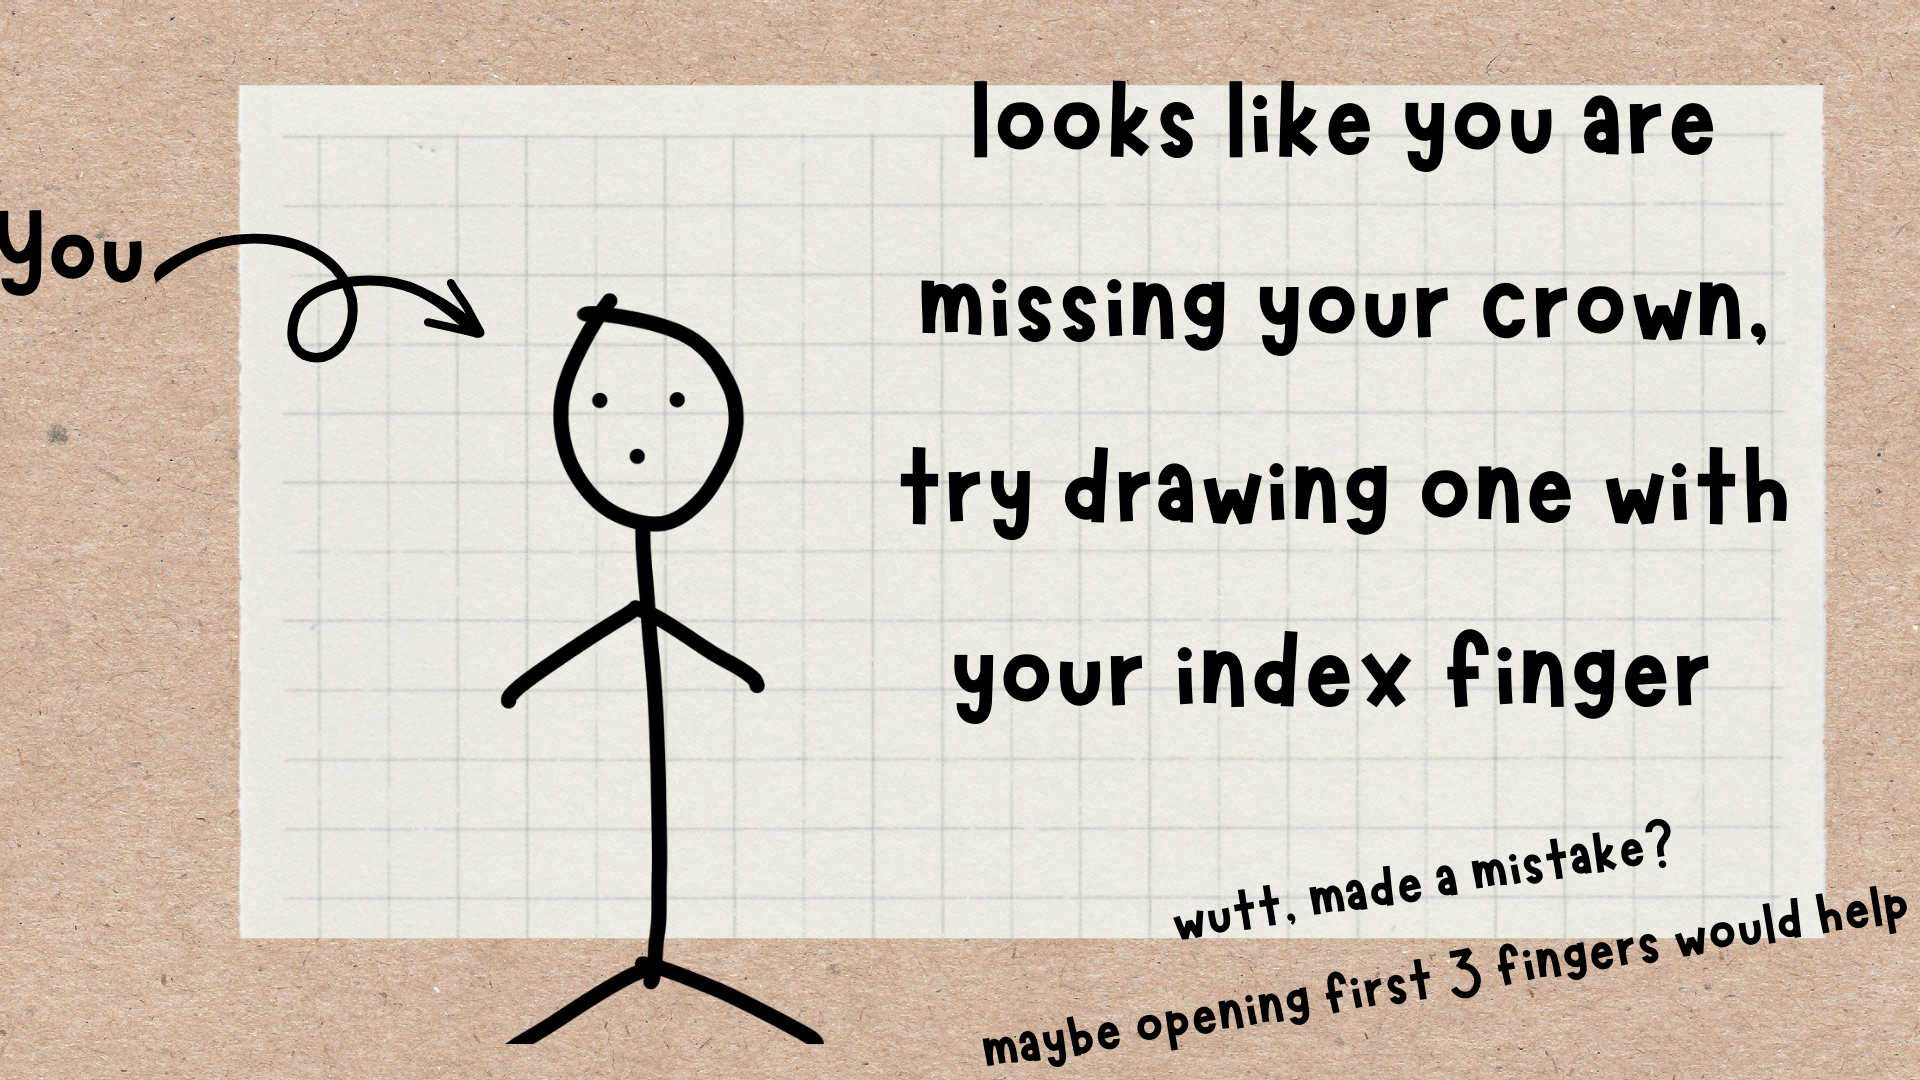 You
looks like you are
missing your crown,
try drawing one with
your index finger
wutt, made a mistake?
maybe opening first 3 fingers would help